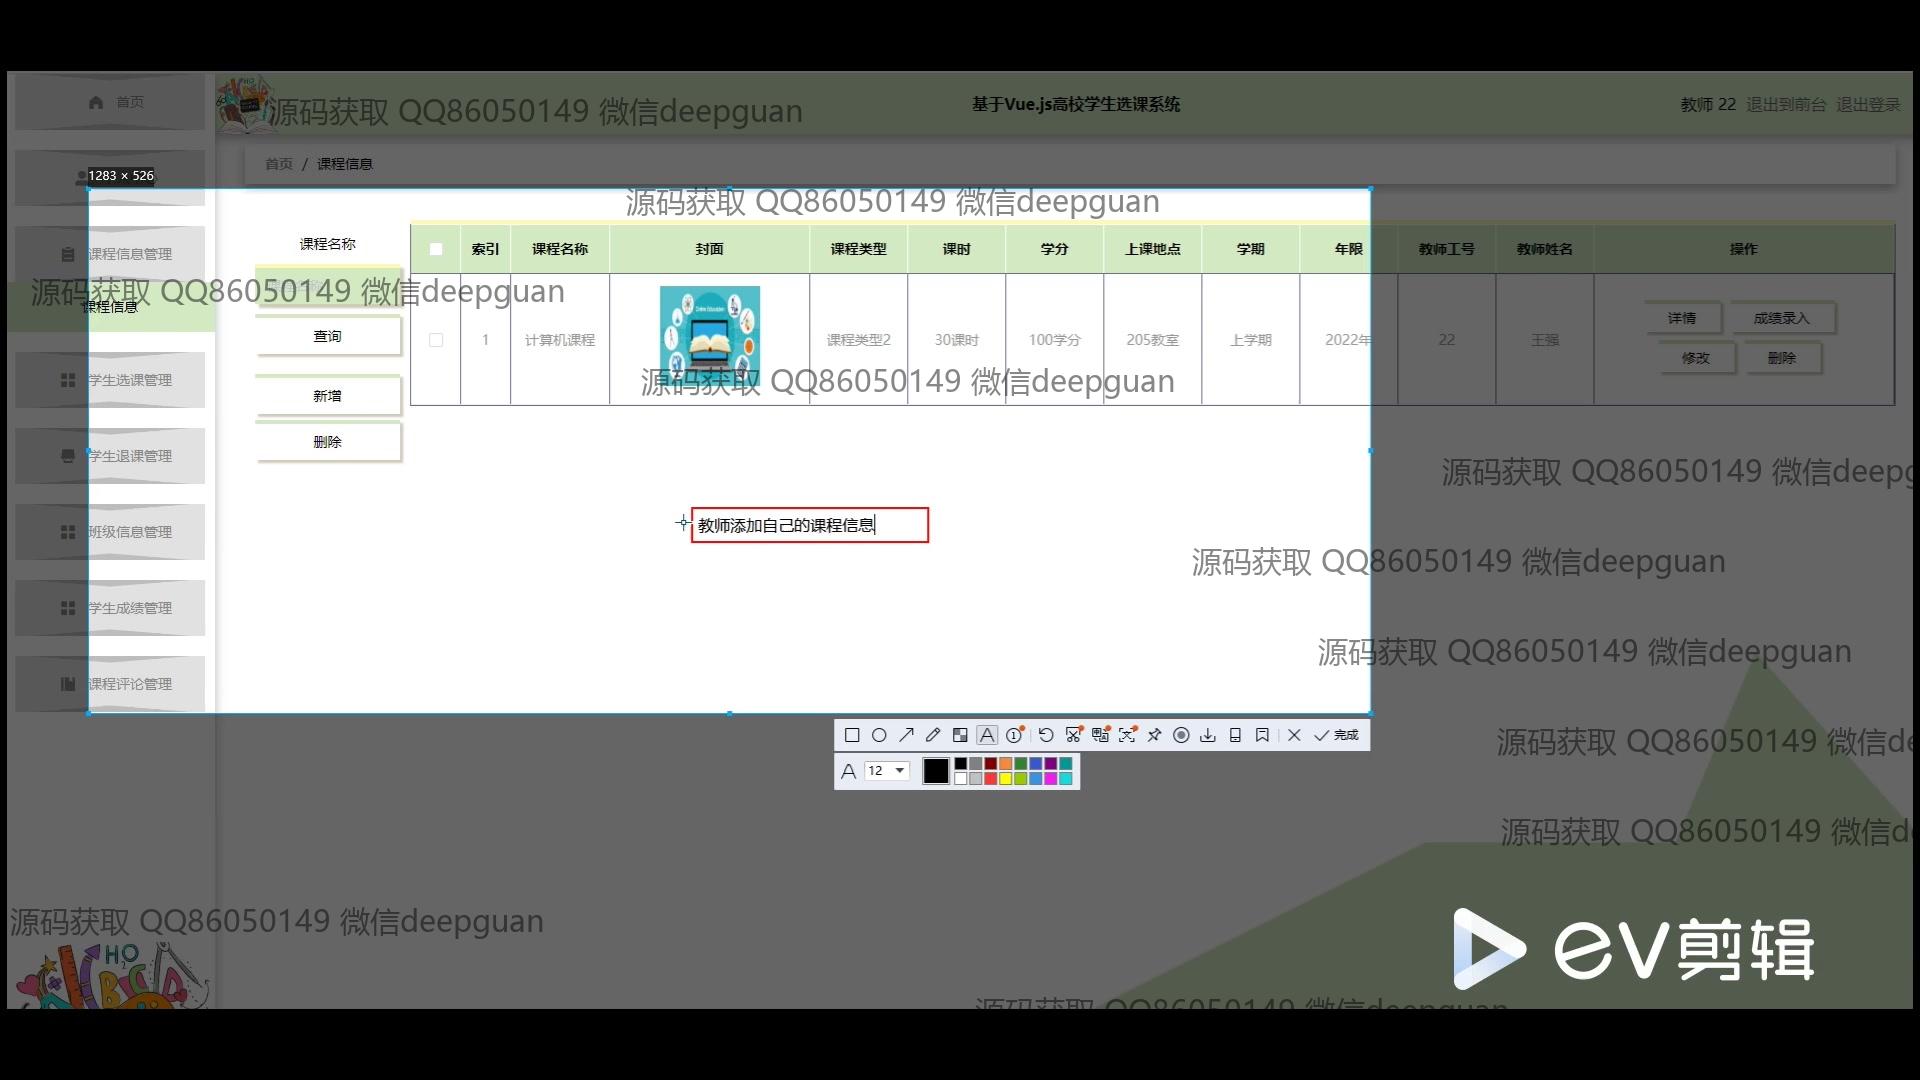 首页
源码获取 QQ86050149 微信deepguan
基于Vue.js高校学生选课系统
教师 22 退出到前台 退出登录
首页 / 课程信息
1283 × 526
源码获取 QQ86050149 微信deepguan
课程名称
索引 课程名称 封面 课程类型 课时 学分 上课地点 学期 年限 教师工号 教师姓名 操作
课程信息管理
源码获取 QQ86050149 微信deepguan
课程信息
查询
1 计算机课程 课程类型2 30课时 100学分 205教室 上学期 2022年 22 王强
详情 成绩录入
修改 删除
源码获取 QQ86050149 微信deepguan
学生选课管理
新增
删除
学生退课管理
源码获取 QQ86050149 微信deepg
教师添加自己的课程信息
班级信息管理
源码获取 QQ86050149 微信deepguan
学生成绩管理
源码获取 QQ86050149 微信deepguan
课程评论管理
完成
源码获取 QQ86050149 微信de
A 12
源码获取 QQ86050149 微信d
源码获取 QQ86050149 微信deepguan
ev剪辑
源码获取 QQ86050149 微信deepguan